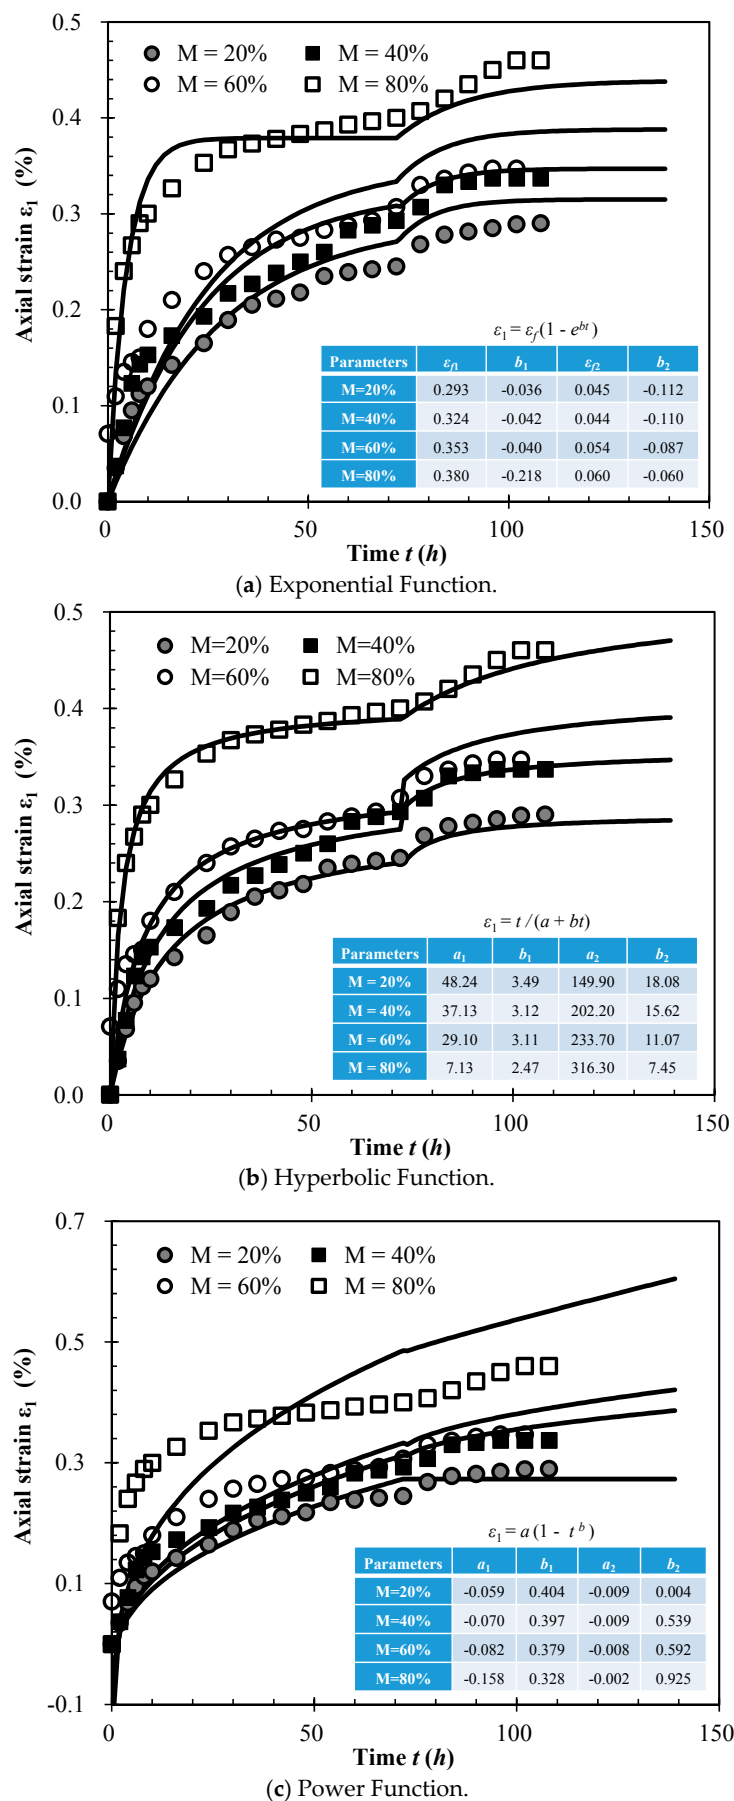 0.5
M = 20%
M = 40%
M = 60%
M = 80%
0.4
0.3
0.2
0.1
0.0
Axial strain ε₁ (%)
ε₁ = ε_f (1 - e^bt)
Parameters ε_f1 b₁ ε_f2 b₂
M=20% 0.293 -0.036 0.045 -0.112
M=40% 0.324 -0.042 0.044 -0.110
M=60% 0.353 -0.040 0.054 -0.087
M=80% 0.380 -0.218 0.060 -0.060
0 50 100 150
Time t (h)
(a) Exponential Function.
0.5
M=20%
M=40%
M=60%
M=80%
0.4
0.3
0.2
0.1
0.0
Axial strain ε₁ (%)
ε₁ = t / (a + bt)
Parameters a₁ b₁ a₂ b₂
M = 20% 48.24 3.49 149.90 18.08
M = 40% 37.13 3.12 202.20 15.62
M = 60% 29.10 3.11 233.70 11.07
M = 80% 7.13 2.47 316.30 7.45
0 50 100 150
Time t (h)
(b) Hyperbolic Function.
0.7
M = 20%
M = 40%
M = 60%
M = 80%
0.5
0.3
0.1
-0.1
Axial strain ε₁ (%)
ε₁ = a (1 - t^b)
Parameters a₁ b₁ a₂ b₂
M=20% -0.059 0.404 -0.009 0.004
M=40% -0.070 0.397 -0.009 0.539
M=60% -0.082 0.379 -0.008 0.592
M=80% -0.158 0.328 -0.002 0.925
0 50 100 150
Time t (h)
(c) Power Function.